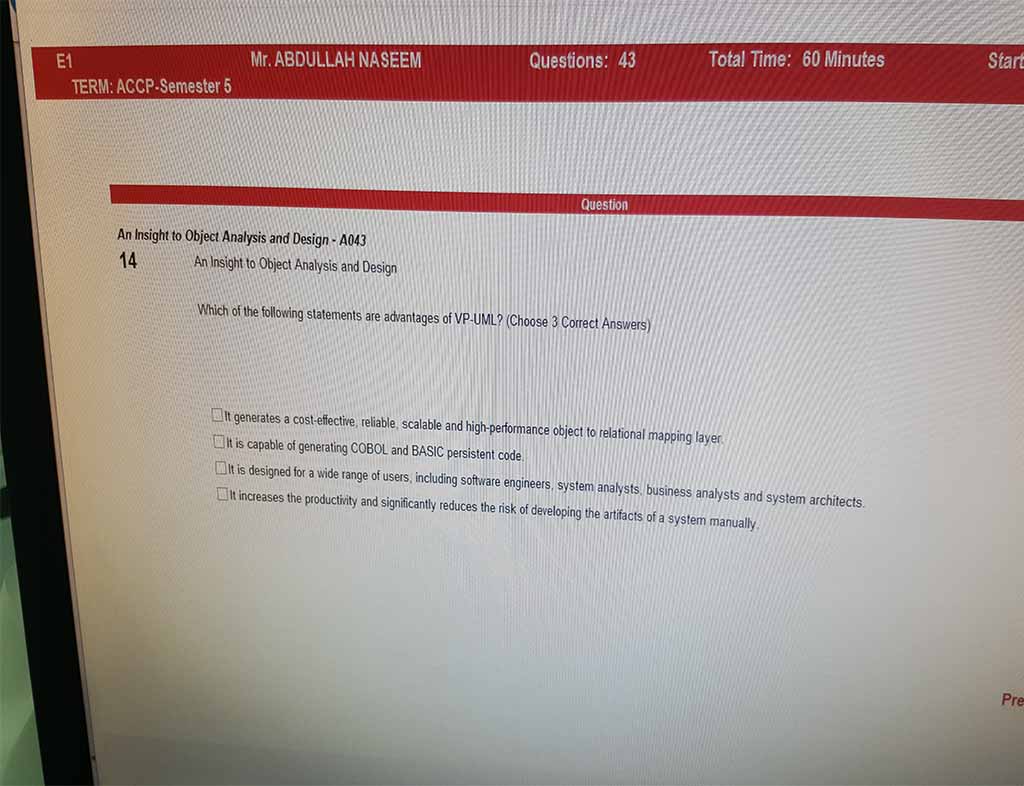 E1 Mr. ABDULLAH NASEEM Questions: 43 Total Time: 60 Minutes Start
TERM: ACCP-Semester 5
Question
An Insight to Object Analysis and Design - A043
14 An Insight to Object Analysis and Design
Which of the following statements are advantages of VP-UML? (Choose 3 Correct Answers)
It generates a cost-effective, reliable, scalable and high-performance object to relational mapping layer.
It is capable of generating COBOL and BASIC persistent code.
It is designed for a wide range of users, including software engineers, system analysts, business analysts and system architects.
It increases the productivity and significantly reduces the risk of developing the artifacts of a system manually.
Pre